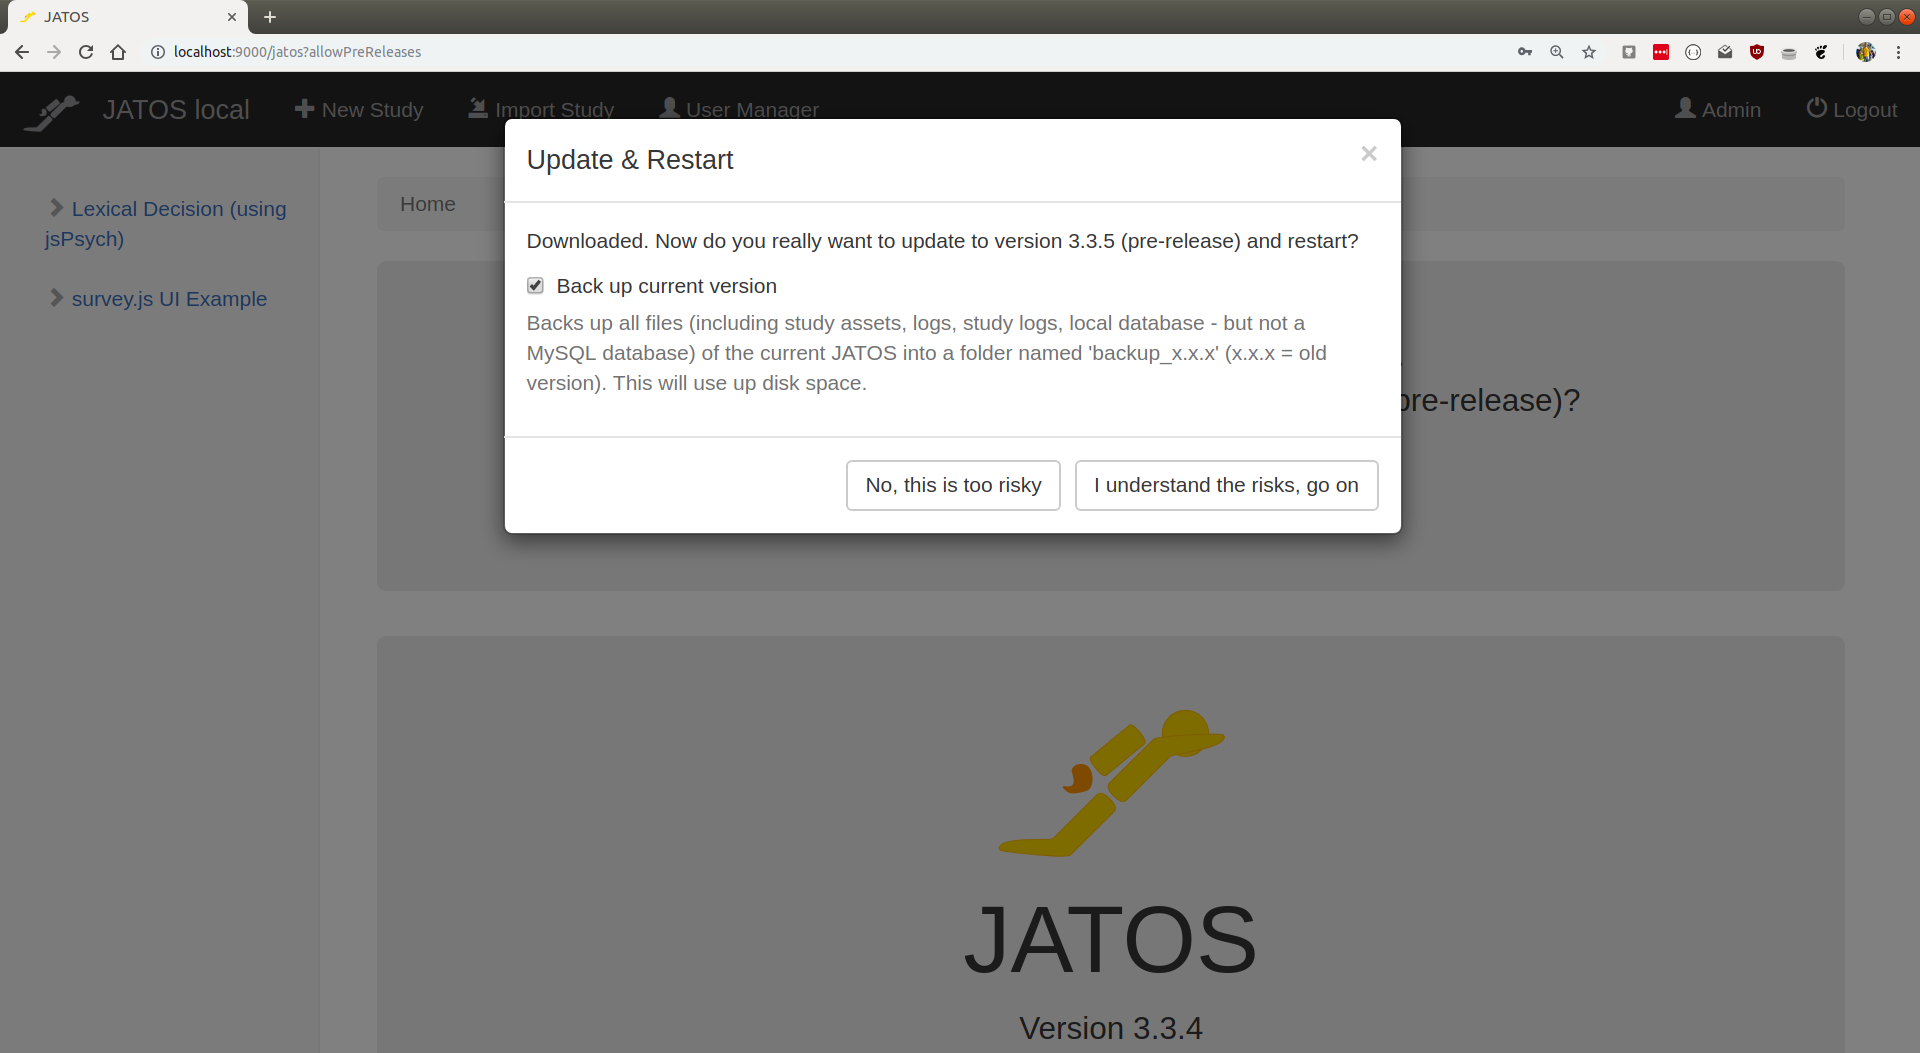 JATOS
localhost:9000/jatos?allowPreReleases
JATOS local
New Study
Import Study
User Manager
Admin
Logout
Update & Restart
×
Lexical Decision (using
jsPsych)
survey.js UI Example
Home
Downloaded. Now do you really want to update to version 3.3.5 (pre-release) and restart?
Back up current version
Backs up all files (including study assets, logs, study logs, local database - but not a
MySQL database) of the current JATOS into a folder named 'backup_x.x.x' (x.x.x = old
version). This will use up disk space.
pre-release)?
No, this is too risky
I understand the risks, go on
JATOS
Version 3.3.4